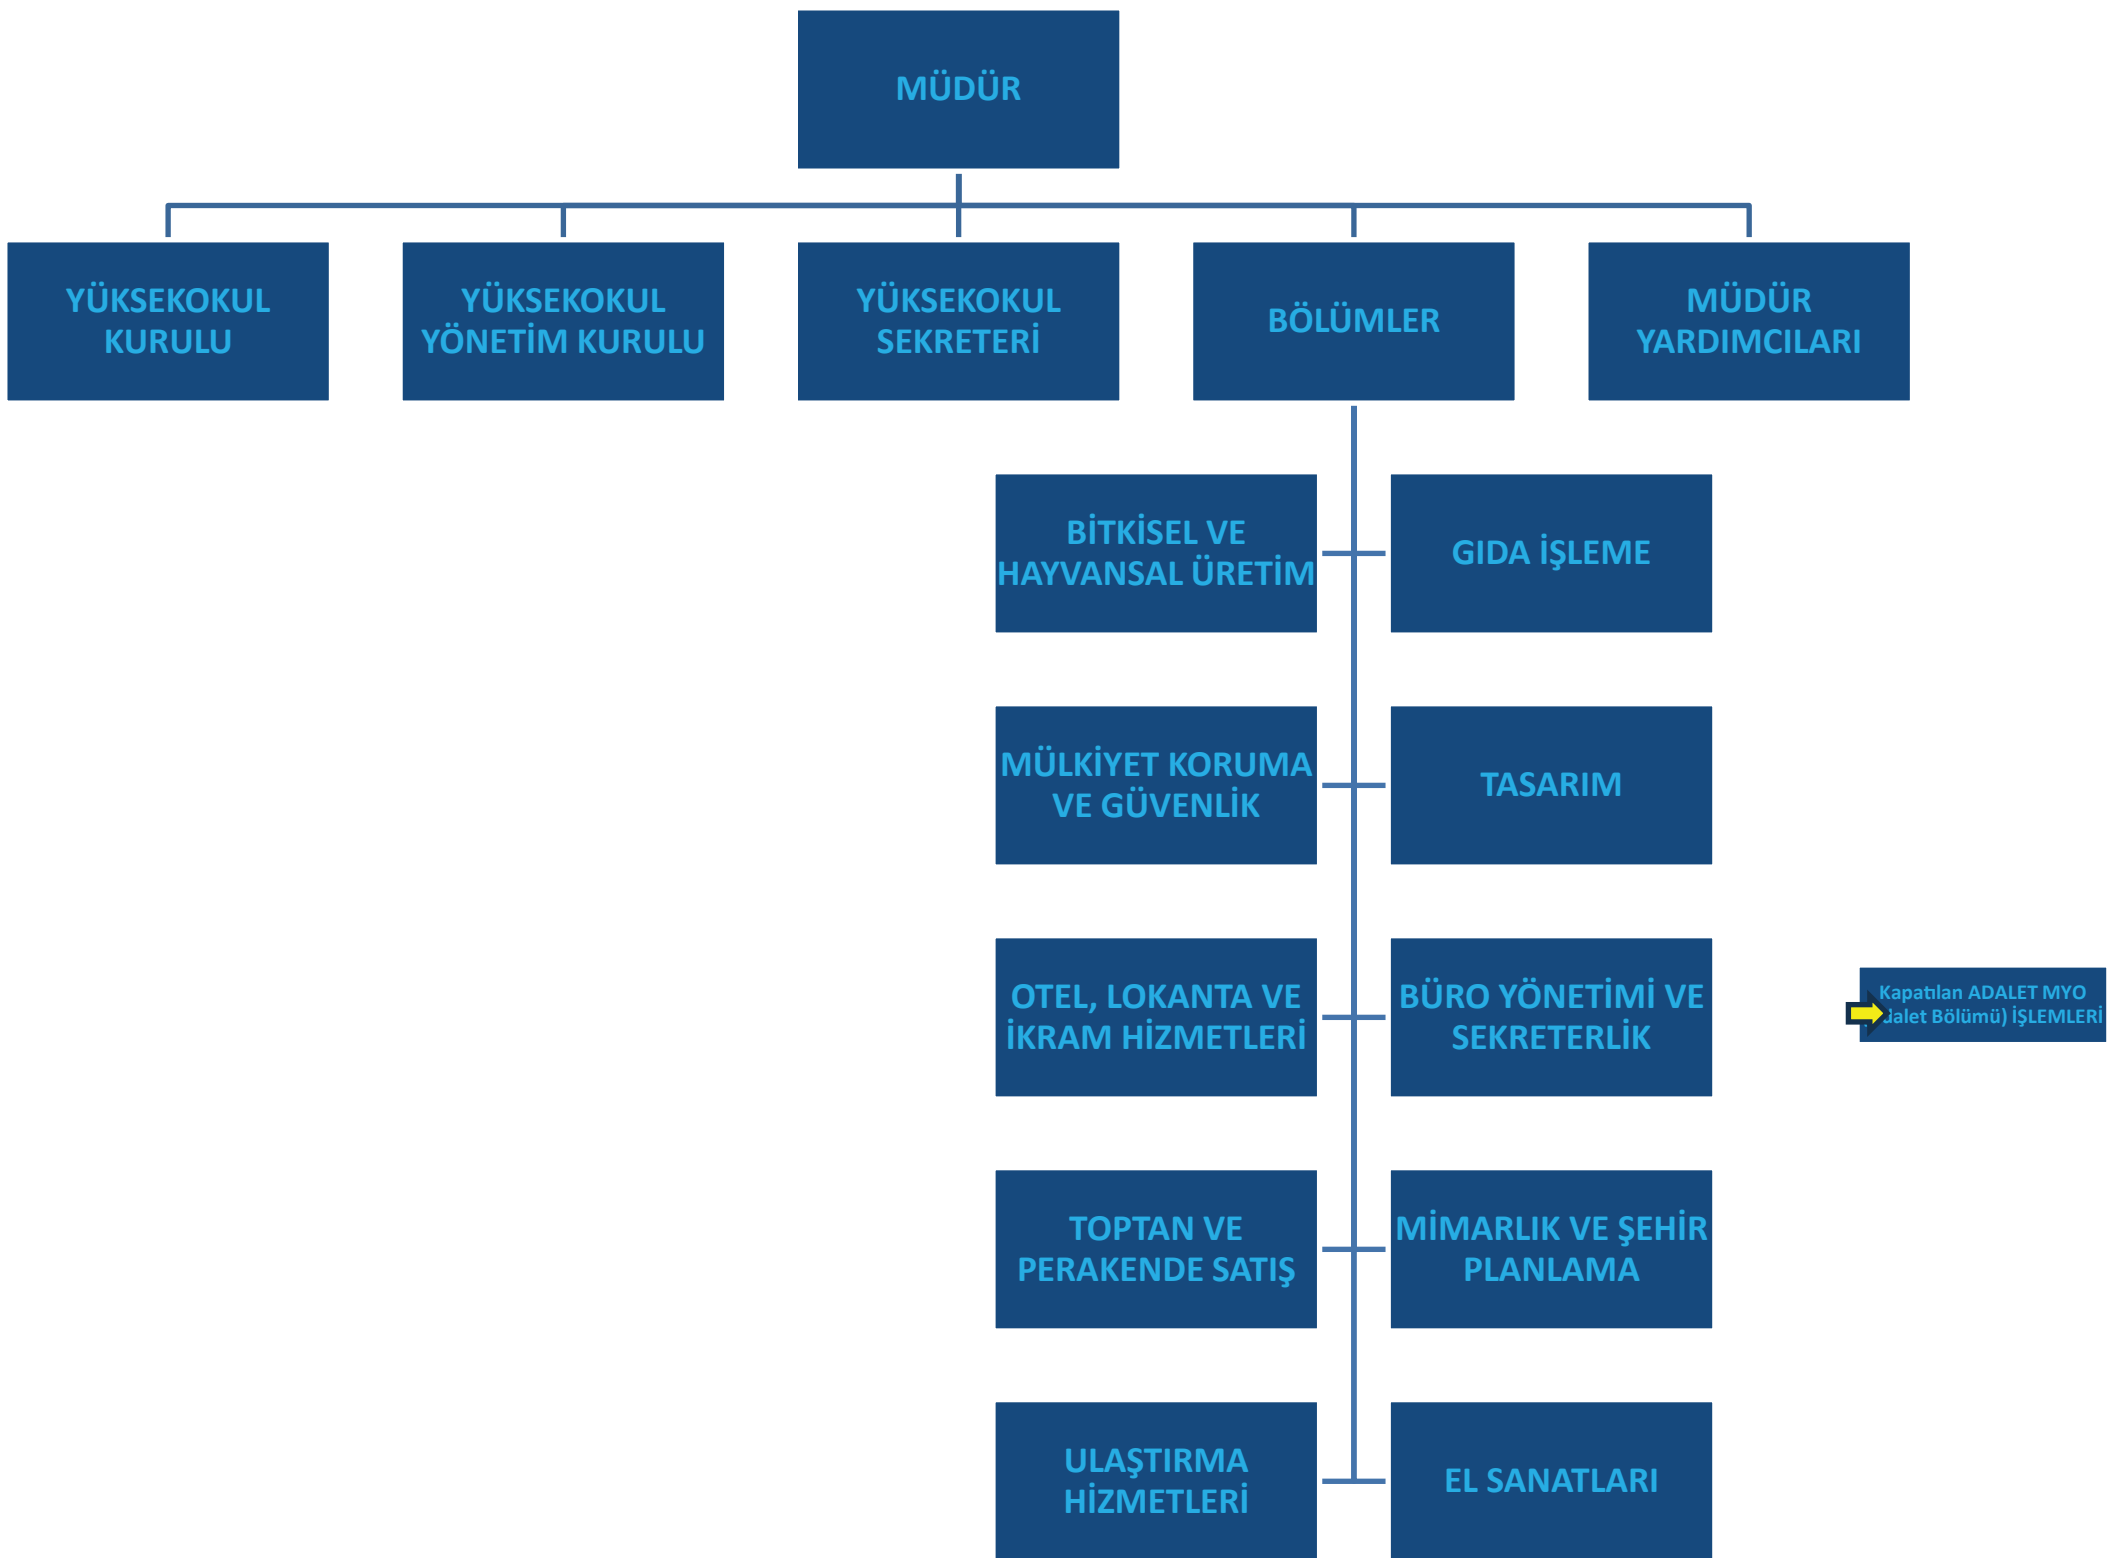 MÜDÜR
YÜKSEKOKUL
KURULU
YÜKSEKOKUL
YÖNETİM KURULU
YÜKSEKOKUL
SEKRETERİ
BÖLÜMLER
MÜDÜR
YARDIMCILARI
BİTKİSEL VE
HAYVANSAL ÜRETİM
GIDA İŞLEME
MÜLKİYET KORUMA
VE GÜVENLİK
TASARIM
OTEL, LOKANTA VE
İKRAM HİZMETLERİ
BÜRO YÖNETİMİ VE
SEKRETERLİK
Kapatılan ADALET MYO
Bölümü) İŞLEMLERİ
TOPTAN VE
PERAKENDE SATIŞ
MİMARLIK VE ŞEHİR
PLANLAMA
ULAŞTIRMA
HİZMETLERİ
EL SANATLARI